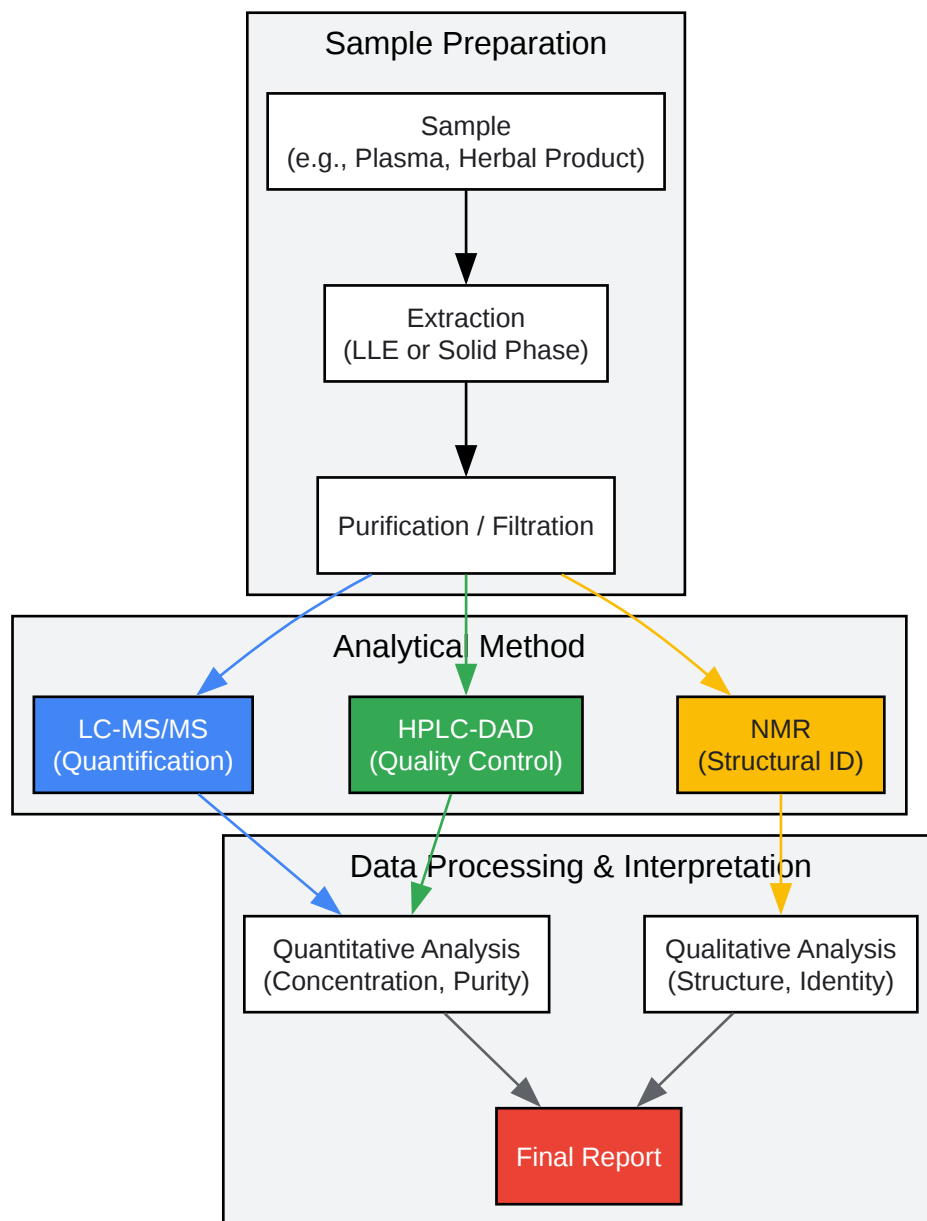 Sample Preparation
Sample
(e.g., Plasma, Herbal Product)
Extraction
(LLE or Solid Phase)
Purification / Filtration
Analytical Method
LC-MS/MS
(Quantification)
HPLC-DAD
(Quality Control)
NMR
(Structural ID)
Data Processing & Interpretation
Quantitative Analysis
(Concentration, Purity)
Qualitative Analysis
(Structure, Identity)
Final Report